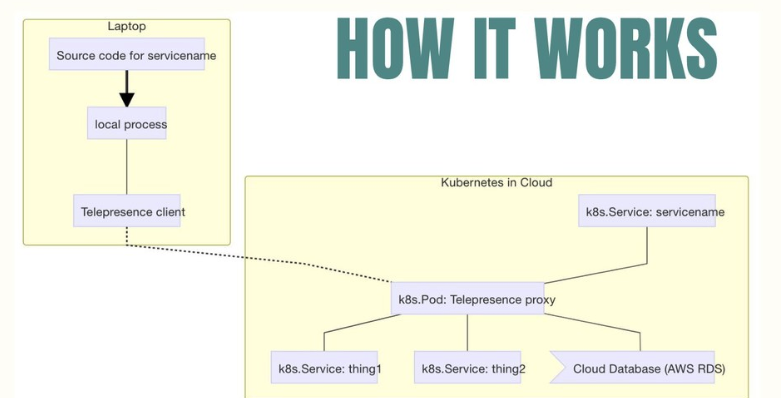 HOW IT WORKS
Laptop
Source code for servicename
local process
Telepresence client
Kubernetes in Cloud
k8s.Service: servicename
k8s.Pod: Telepresence proxy
k8s.Service: thing1
k8s.Service: thing2
Cloud Database (AWS RDS)